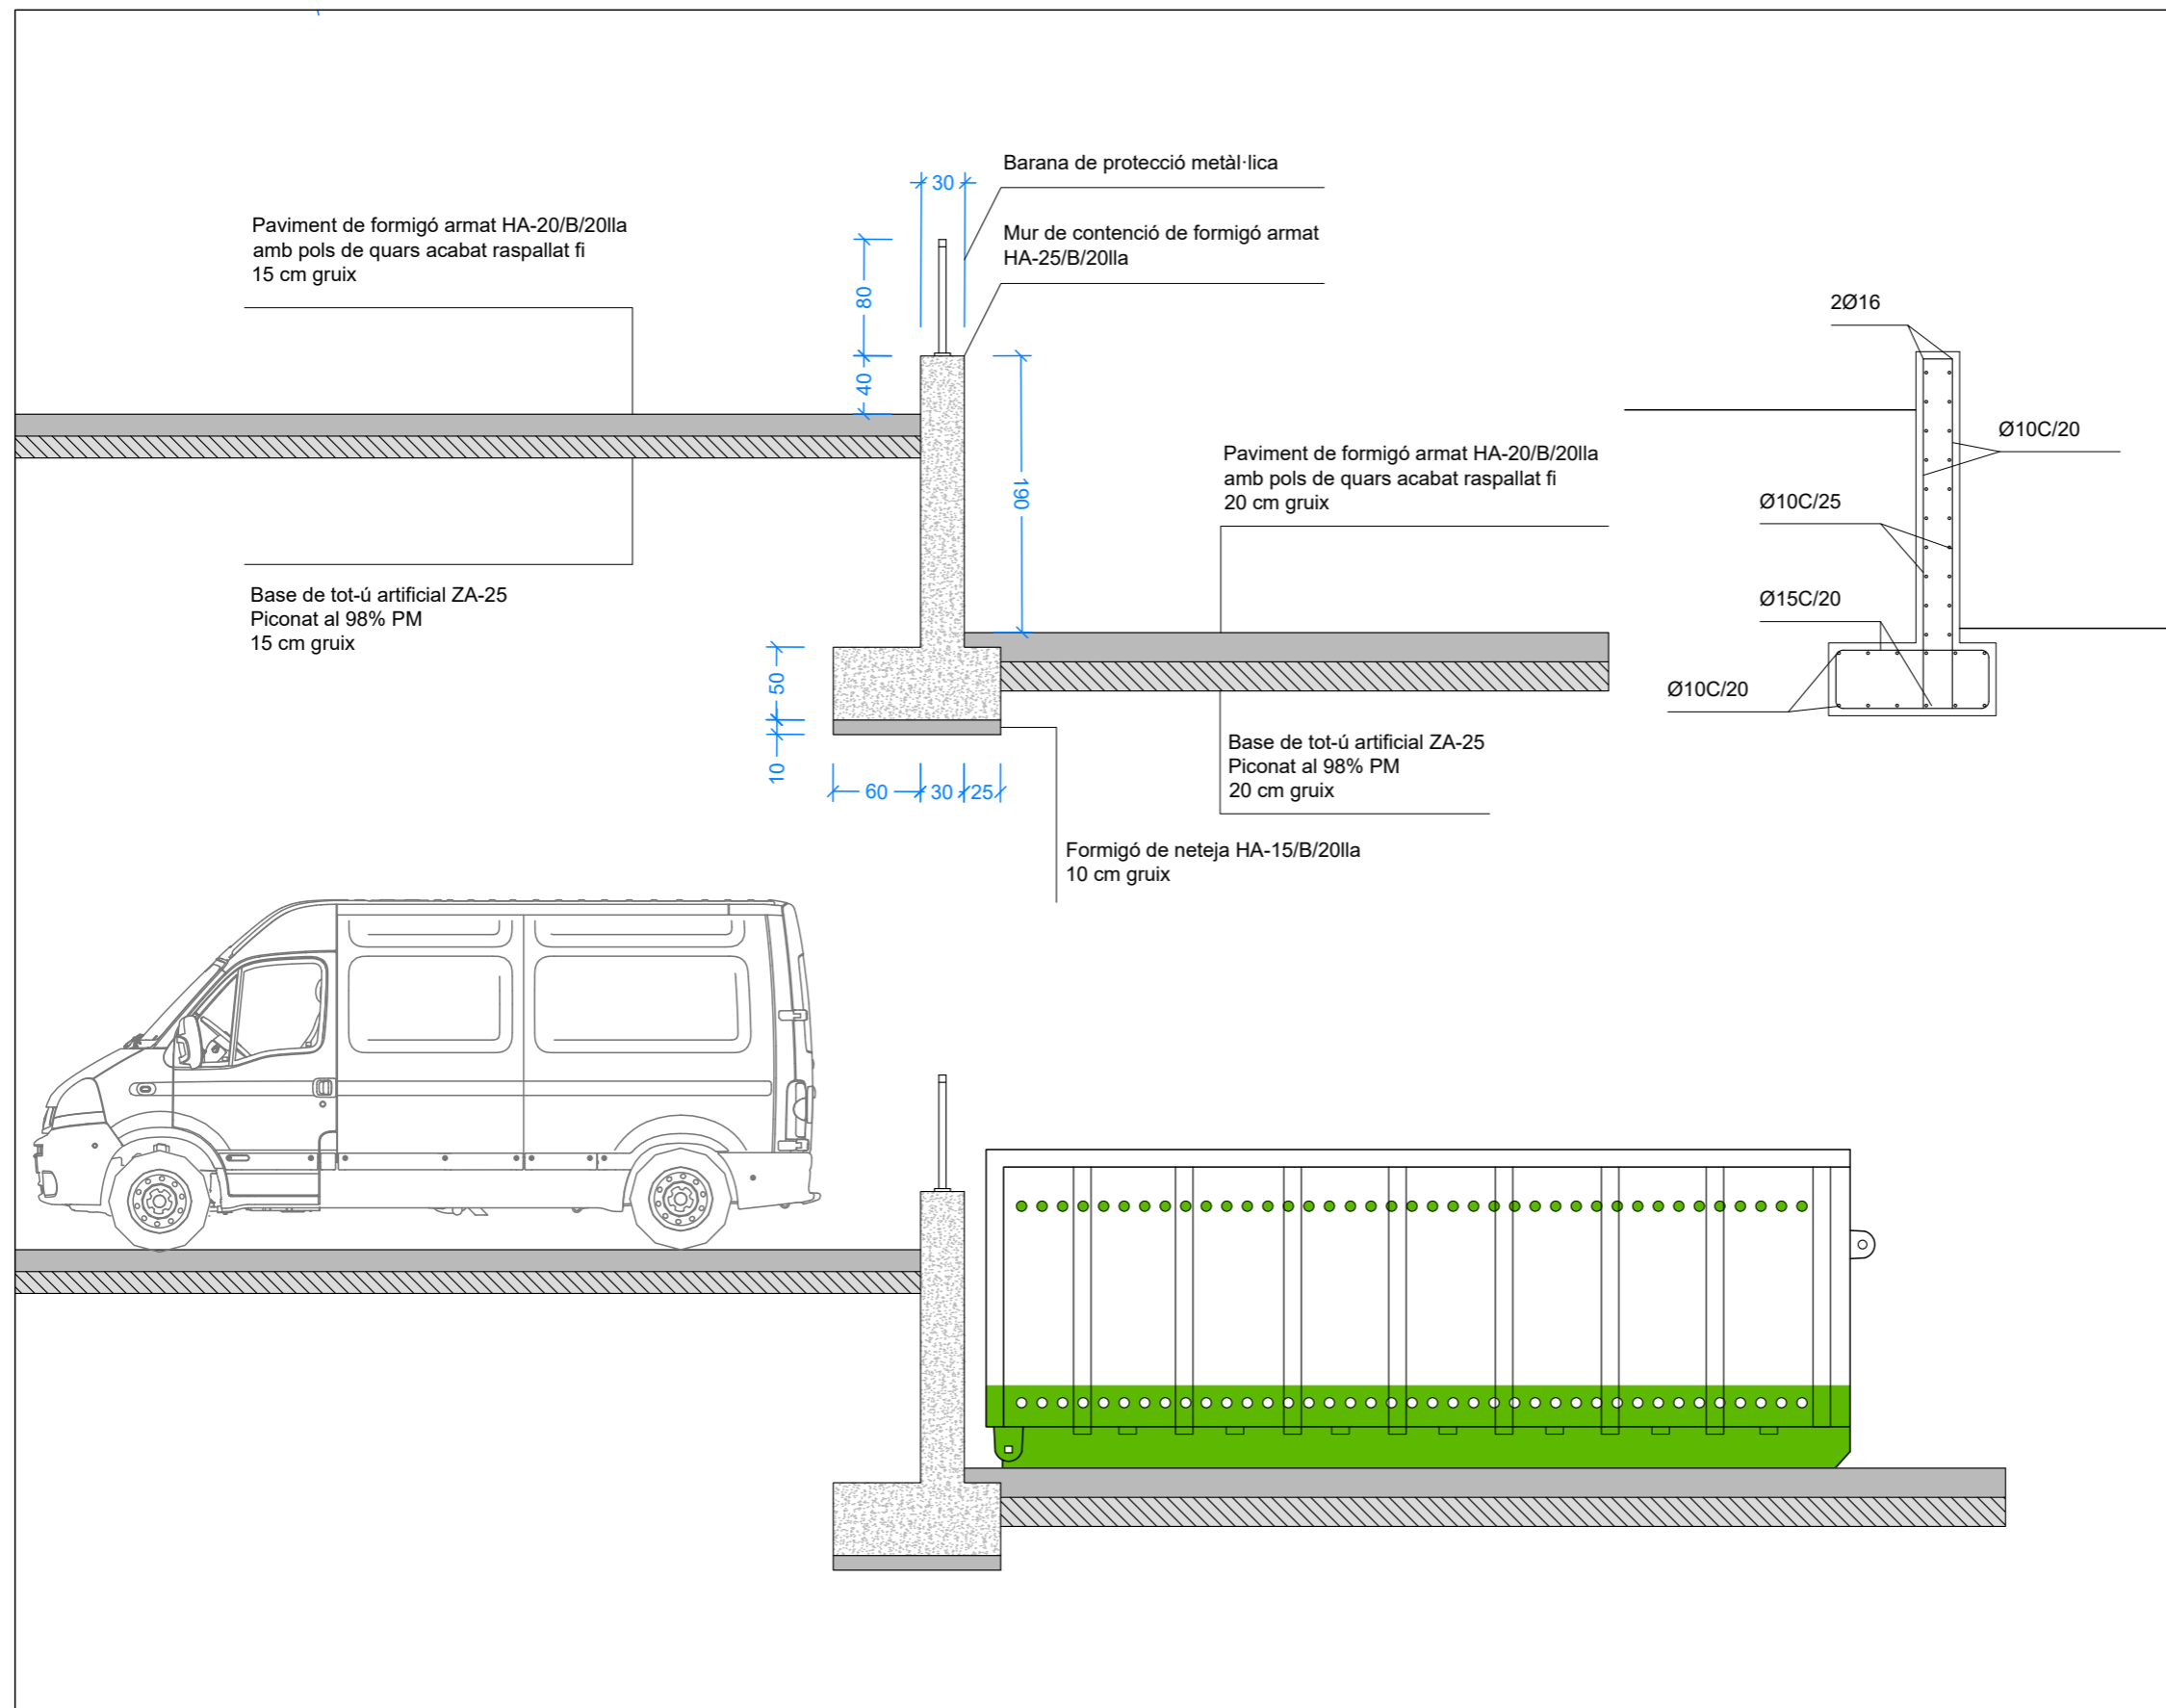 Barana de protecció metàl·lica
30
Paviment de formigó armat HA-20/B/20lla
amb pols de quars acabat raspallat fi
15 cm gruix
Mur de contenció de formigó armat
HA-25/B/20lla
80
40
190
2Ø16
Ø10C/20
Ø10C/25
Ø15C/20
Ø10C/20
Paviment de formigó armat HA-20/B/20lla
amb pols de quars acabat raspallat fi
20 cm gruix
Base de tot-ú artificial ZA-25
Piconat al 98% PM
15 cm gruix
50
10
60
30
25
Base de tot-ú artificial ZA-25
Piconat al 98% PM
20 cm gruix
Formigó de neteja HA-15/B/20lla
10 cm gruix